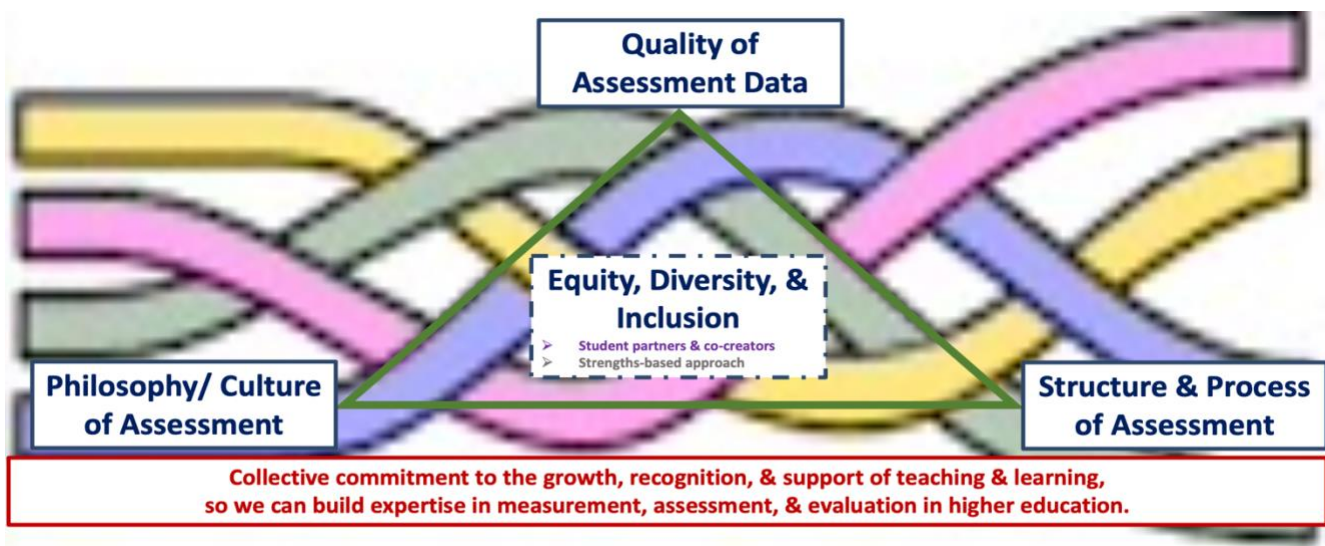 Quality of
Assessment Data
Equity, Diversity, &
Inclusion
➢ Student partners & co-creators
➢ Strengths-based approach
Philosophy/ Culture
of Assessment
Structure & Process
of Assessment
Collective commitment to the growth, recognition, & support of teaching & learning,
so we can build expertise in measurement, assessment, & evaluation in higher education.